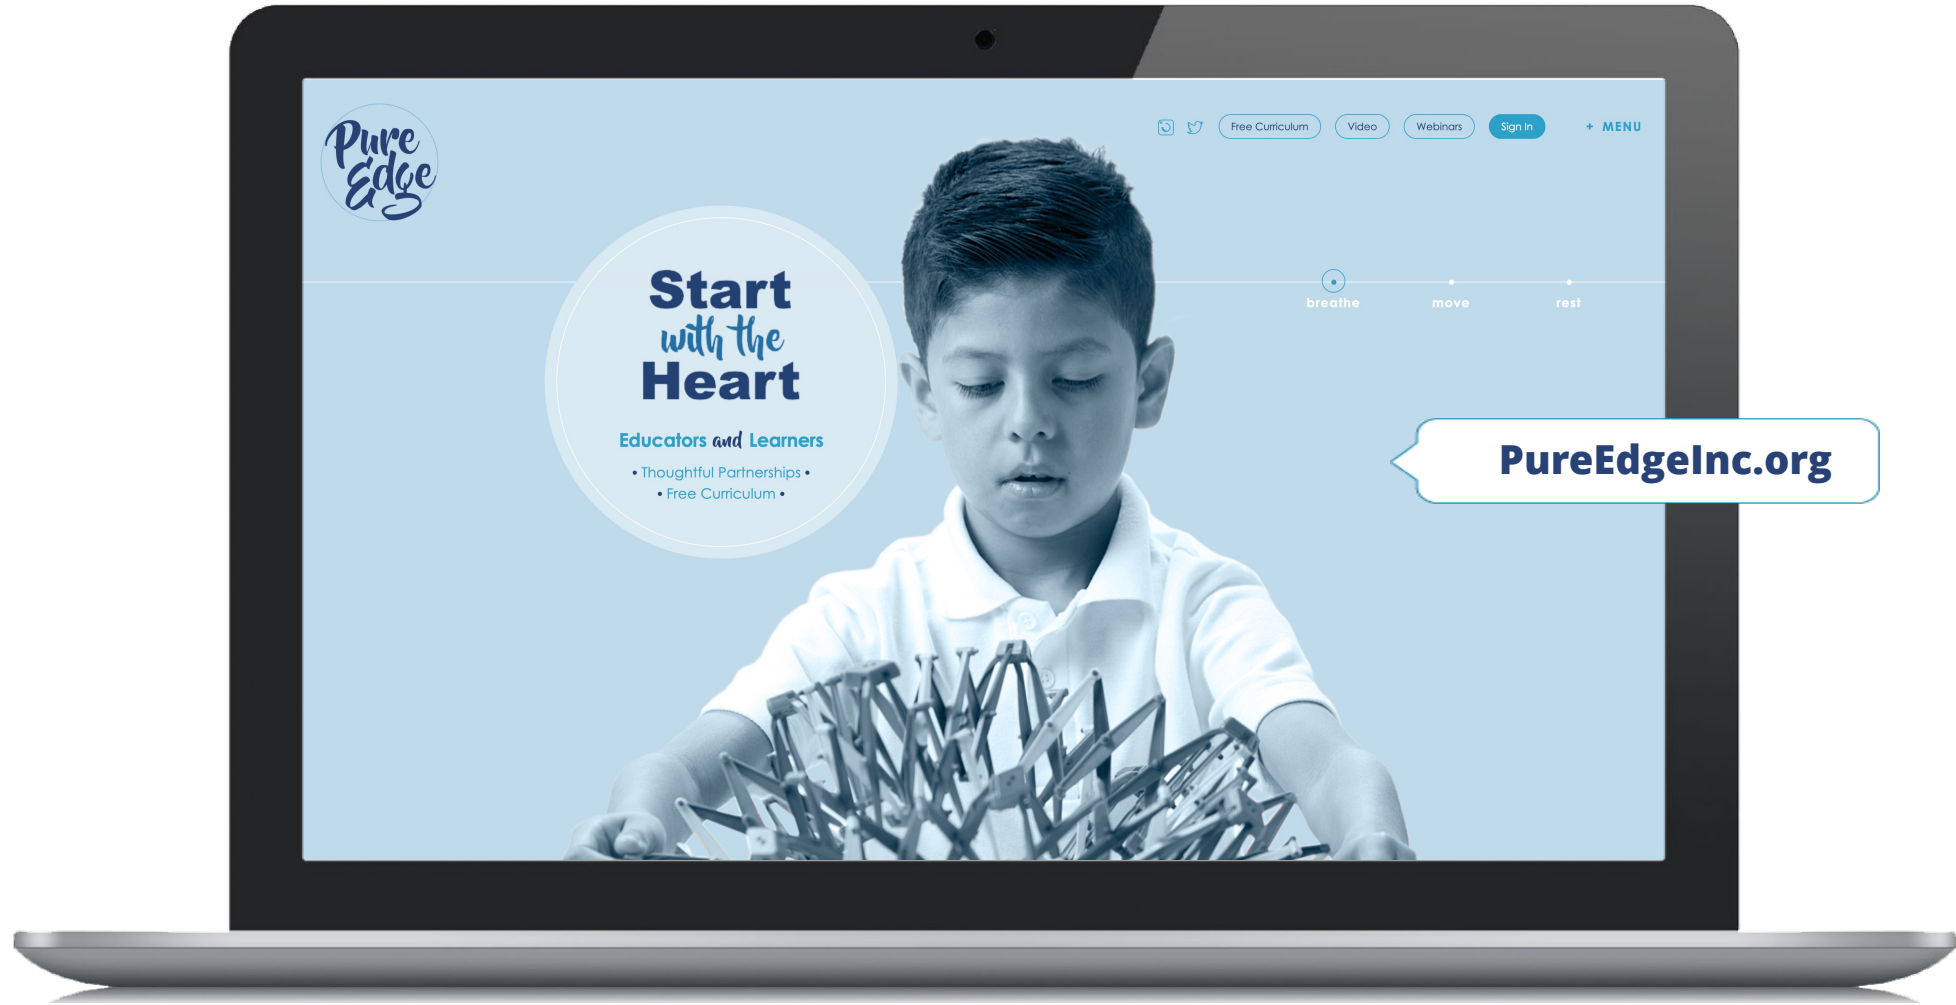 Pure
Edge
Free Curriculum
Video
Webinars
Sign In
+ MENU
Start
with the
Heart
Educators and Learners
• Thoughtful Partnerships •
• Free Curriculum •
breathe
move
rest
PureEdgeInc.org